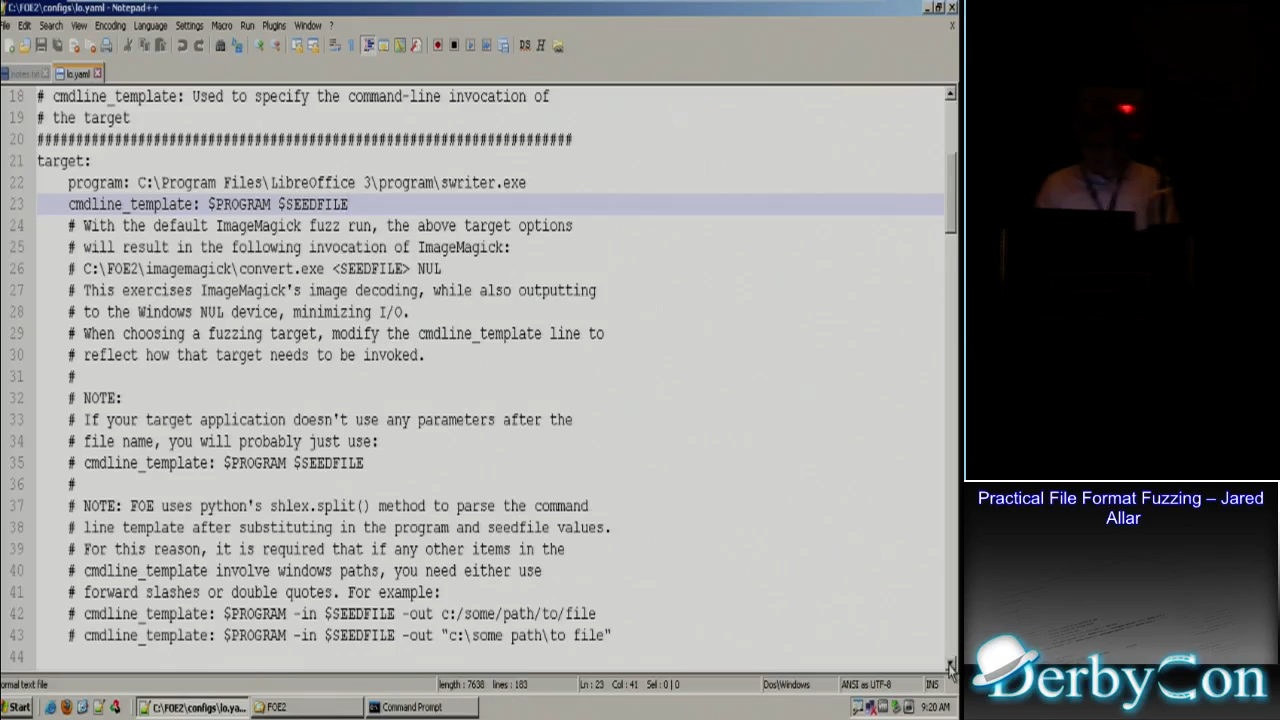 C:\FOE2\configs\lo.yaml - Notepad++
File Edit Search View Encoding Language Settings Macro Run Plugins Window ?
notes.txt lo.yaml
18 # cmdline_template: Used to specify the command-line invocation of
19 # the target
20 #####################################################################
21 target:
22 program: C:\Program Files\LibreOffice 3\program\swriter.exe
23 cmdline_template: $PROGRAM $SEEDFILE
24 # With the default ImageMagick fuzz run, the above target options
25 # will result in the following invocation of ImageMagick:
26 # C:\FOE2\imagemagick\convert.exe <SEEDFILE> NUL
27 # This exercises ImageMagick's image decoding, while also outputting
28 # to the Windows NUL device, minimizing I/O.
29 # When choosing a fuzzing target, modify the cmdline_template line to
30 # reflect how that target needs to be invoked.
31 #
32 # NOTE:
33 # If your target application doesn't use any parameters after the
34 # file name, you will probably just use:
35 # cmdline_template: $PROGRAM $SEEDFILE
36 #
37 # NOTE: FOE uses python's shlex.split() method to parse the command
38 # line template after substituting in the program and seedfile values.
39 # For this reason, it is required that if any other items in the
40 # cmdline_template involve windows paths, you need either use
41 # forward slashes or double quotes. For example:
42 # cmdline_template: $PROGRAM -in $SEEDFILE -out c:/some/path/to/file
43 # cmdline_template: $PROGRAM -in $SEEDFILE -out "c:\some path\to file"
44
ormal text file length : 7638 lines : 183 Ln : 23 Col : 41 Sel : 0 | 0 Dos\Windows ANSI as UTF-8 INS
Start C:\FOE2\configs\lo.ya... FOE2 Command Prompt 9:20 AM
Practical File Format Fuzzing – Jared
Allar
DerbyCon